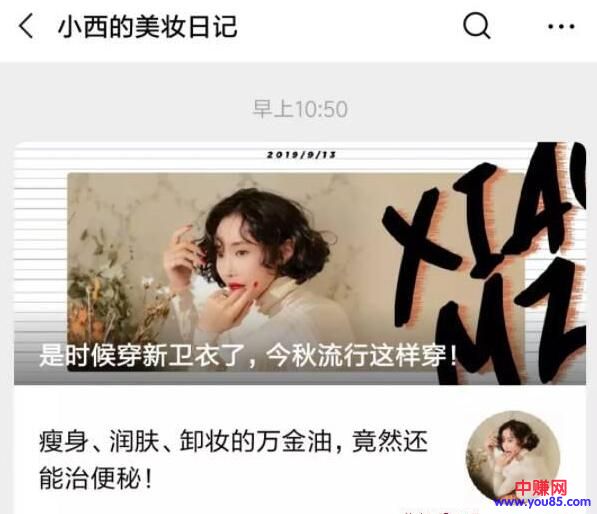 小西的美妆日记
早上10:50
2019/9/13
XIAO
MZ
是时候穿新卫衣了，今秋流行这样穿！
瘦身、润肤、卸妆的万金油，竟然还
能治便秘！
中赚网
www.you85.com